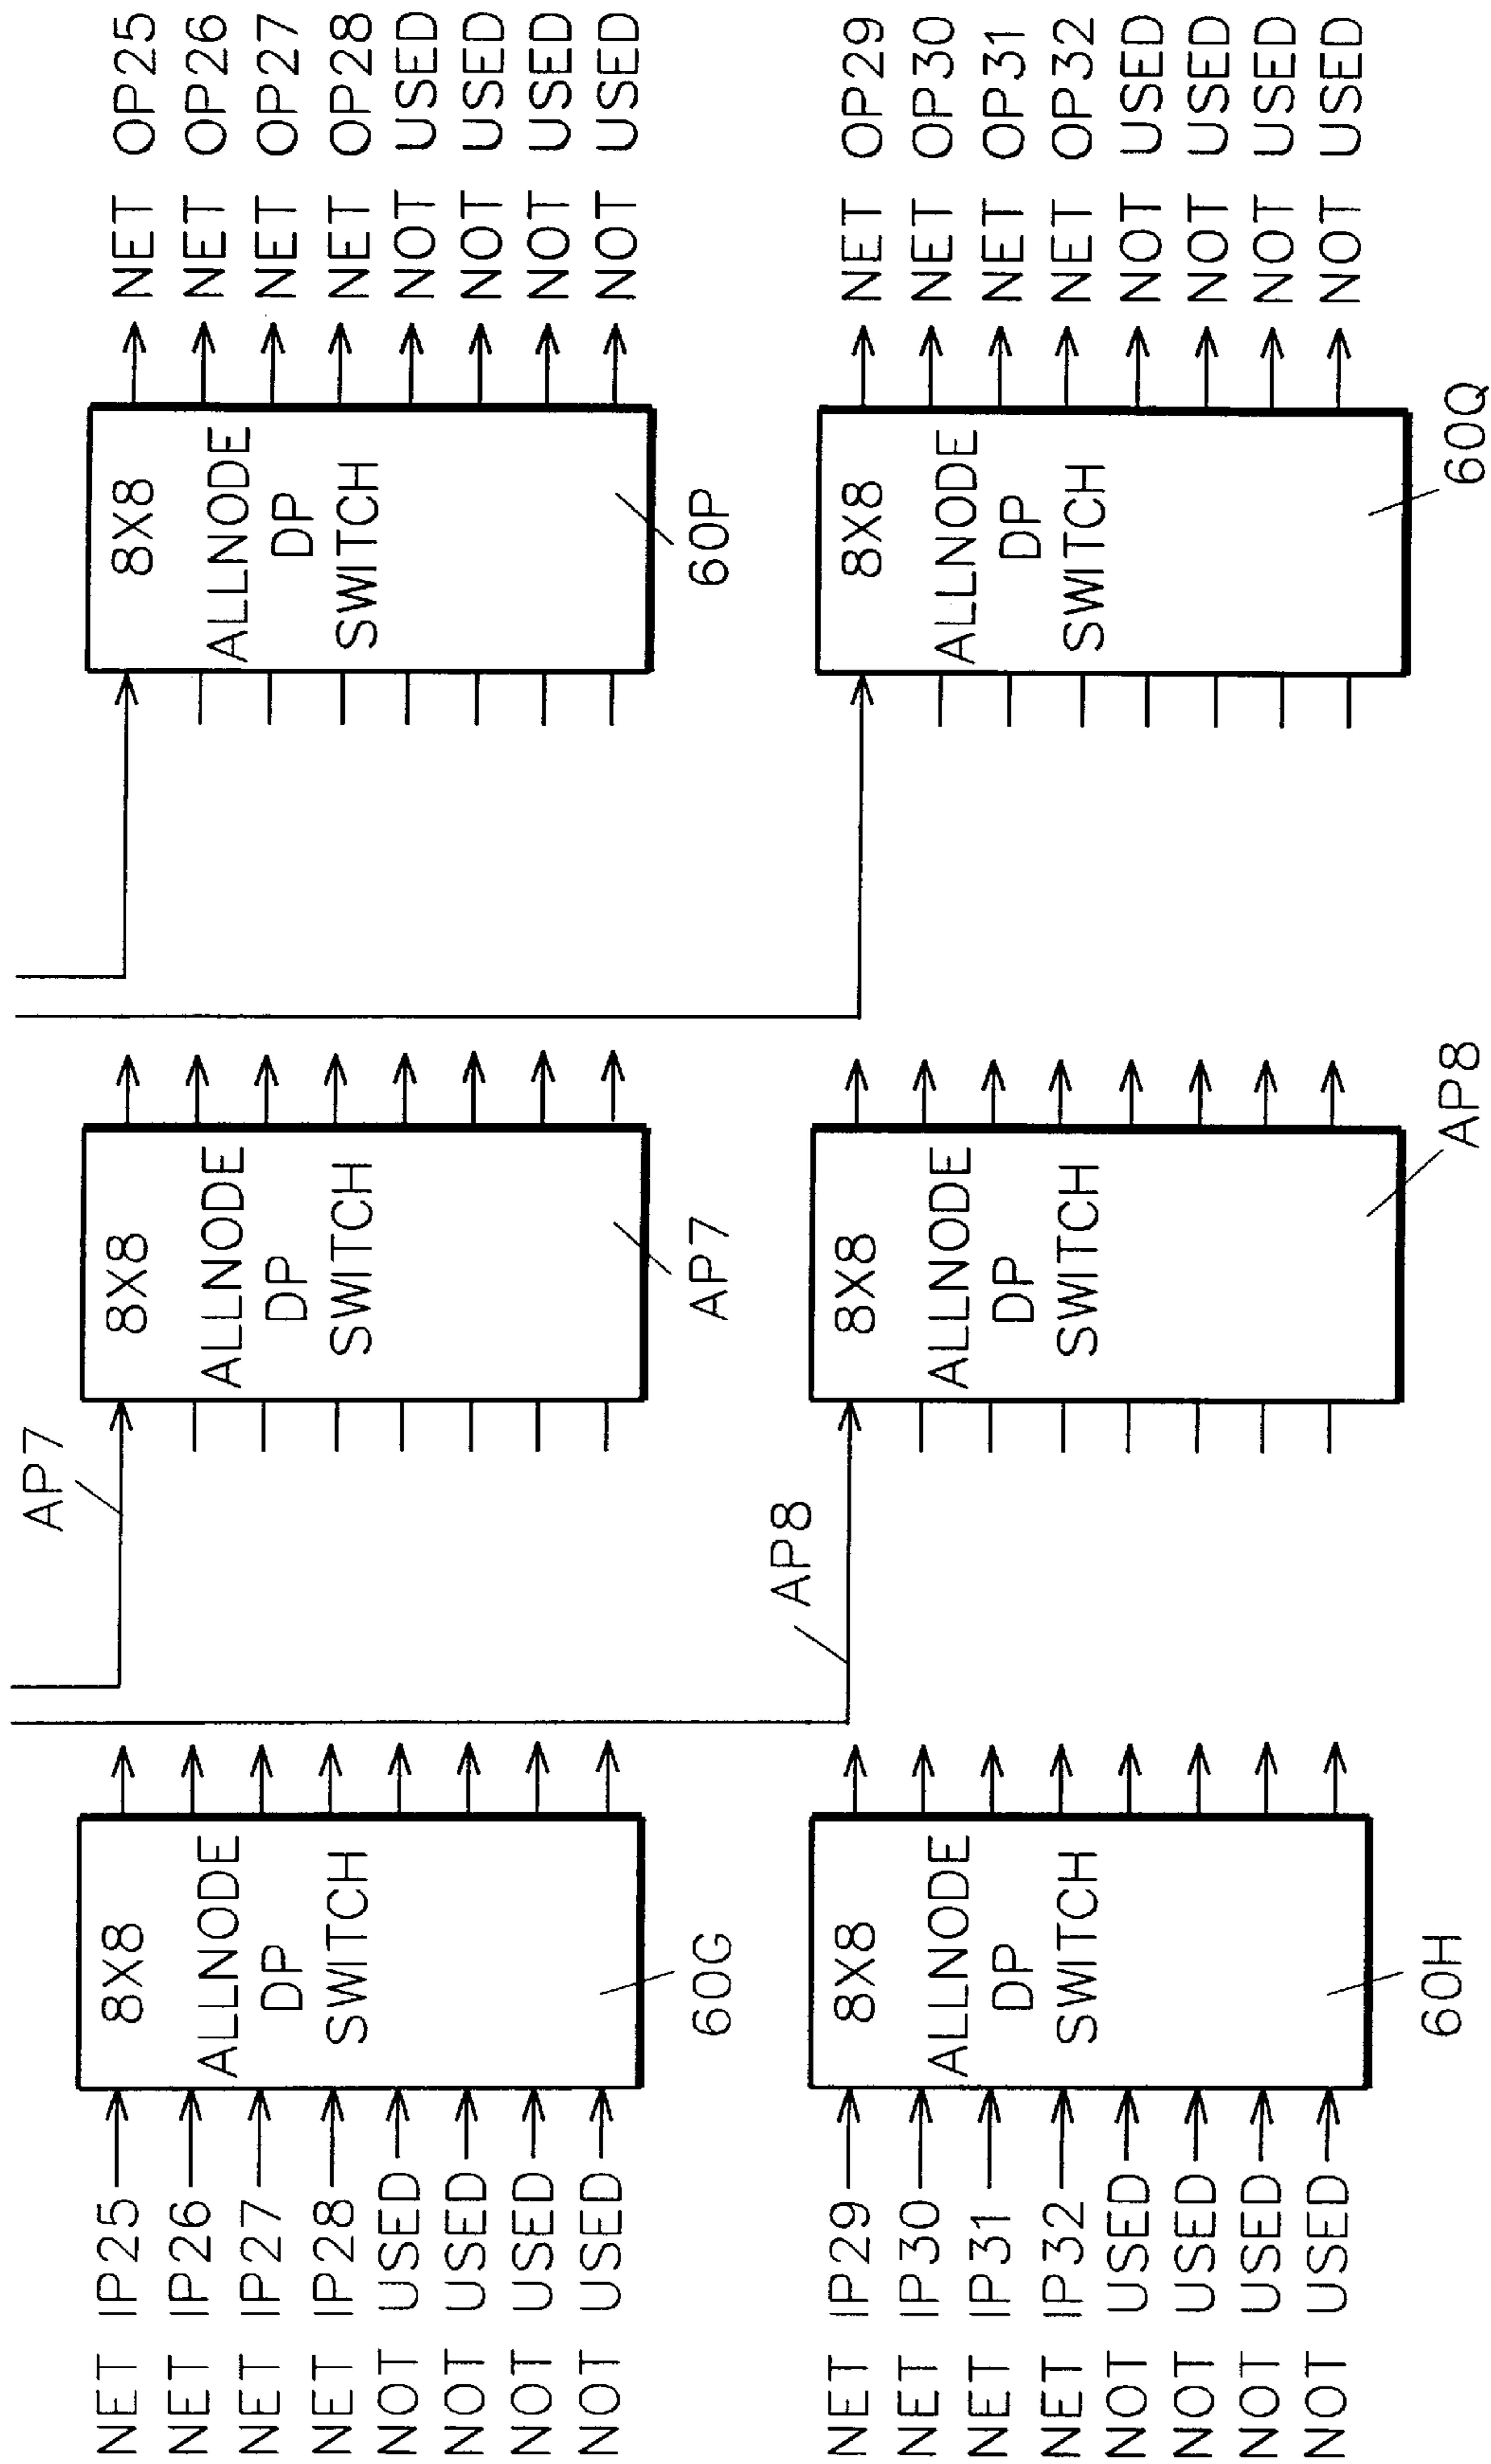 NET IP25
NET IP26
NET IP27
NET IP28
NOT USED
NOT USED
NOT USED
NOT USED
8X8
ALLNODE
DP
SWITCH
60G
AP7
8X8
ALLNODE
DP
SWITCH
AP7
8X8
ALLNODE
DP
SWITCH
60P
NET OP25
NET OP26
NET OP27
NET OP28
NOT USED
NOT USED
NOT USED
NOT USED
NET IP29
NET IP30
NET IP31
NET IP32
NOT USED
NOT USED
NOT USED
NOT USED
8X8
ALLNODE
DP
SWITCH
60H
AP8
8X8
ALLNODE
DP
SWITCH
AP8
8X8
ALLNODE
DP
SWITCH
60Q
NET OP29
NET OP30
NET OP31
NET OP32
NOT USED
NOT USED
NOT USED
NOT USED